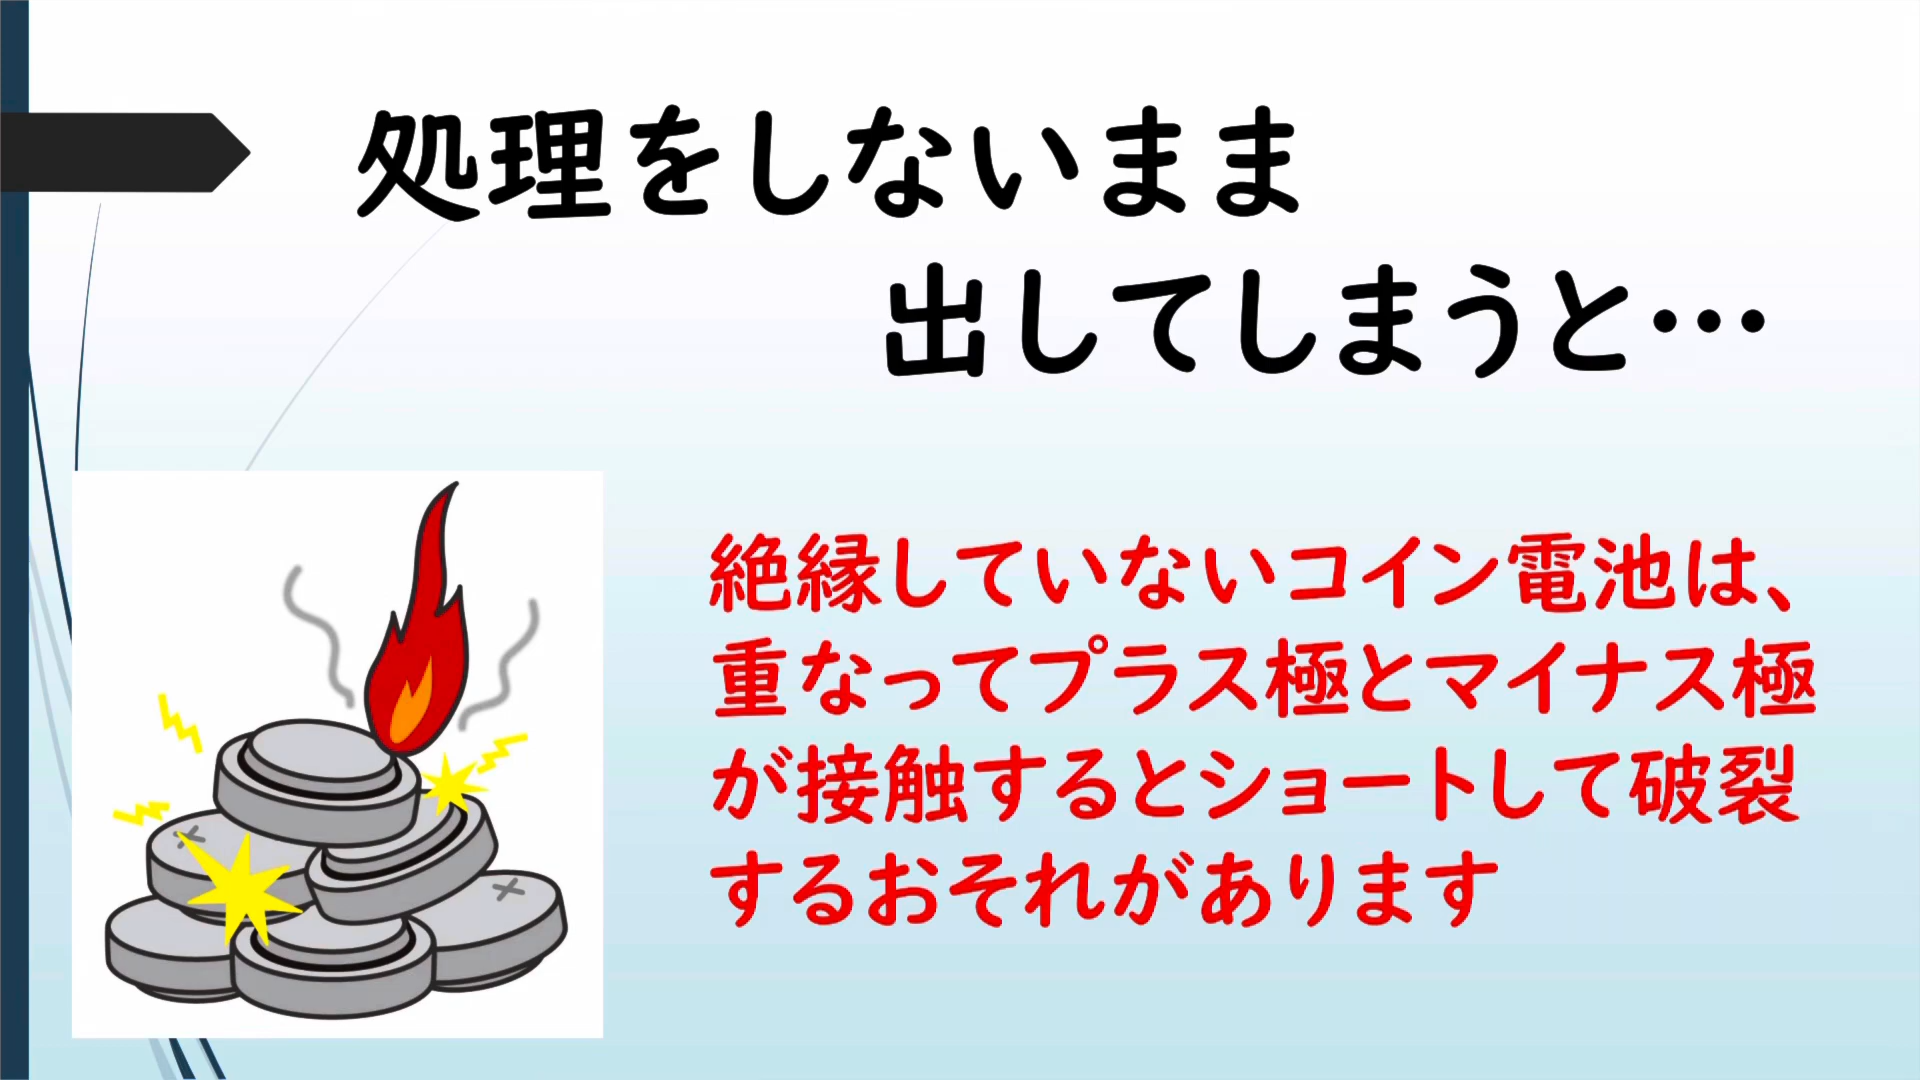 処理をしないまま
出してしまうと…
絶縁していないコイン電池は、
重なってプラス極とマイナス極
が接触するとショートして破裂
するおそれがあります